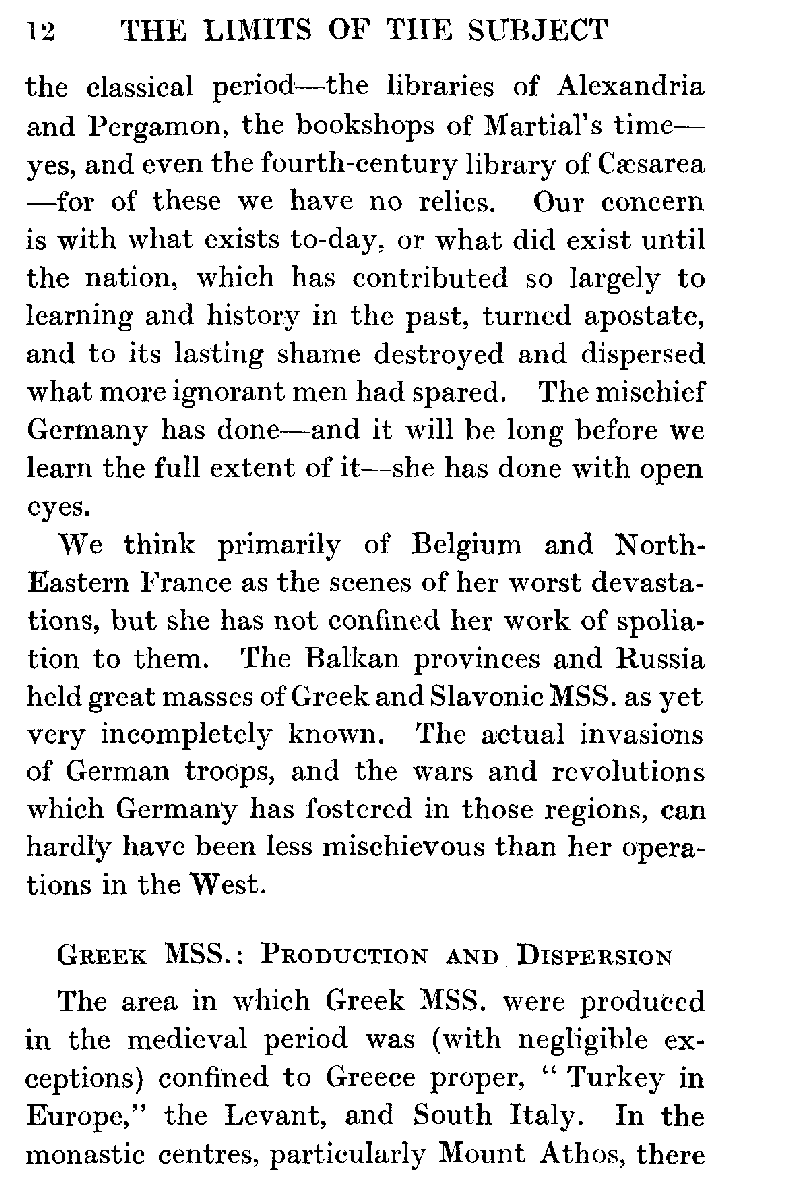 12 THE LIMITS OF THE SUBJECT
the classical period—the libraries of Alexandria
and Pergamon, the bookshops of Martial's time—
yes, and even the fourth-century library of Cæsarea
—for of these we have no relics. Our concern
is with what exists to-day, or what did exist until
the nation, which has contributed so largely to
learning and history in the past, turned apostate,
and to its lasting shame destroyed and dispersed
what more ignorant men had spared. The mischief
Germany has done—and it will be long before we
learn the full extent of it—she has done with open
eyes.
We think primarily of Belgium and North-
Eastern France as the scenes of her worst devasta-
tions, but she has not confined her work of spolia-
tion to them. The Balkan provinces and Russia
held great masses of Greek and Slavonic MSS. as yet
very incompletely known. The actual invasions
of German troops, and the wars and revolutions
which Germany has fostered in those regions, can
hardly have been less mischievous than her opera-
tions in the West.
GREEK MSS.: PRODUCTION AND DISPERSION
The area in which Greek MSS. were produced
in the medieval period was (with negligible ex-
ceptions) confined to Greece proper, “ Turkey in
Europe,” the Levant, and South Italy. In the
monastic centres, particularly Mount Athos, there